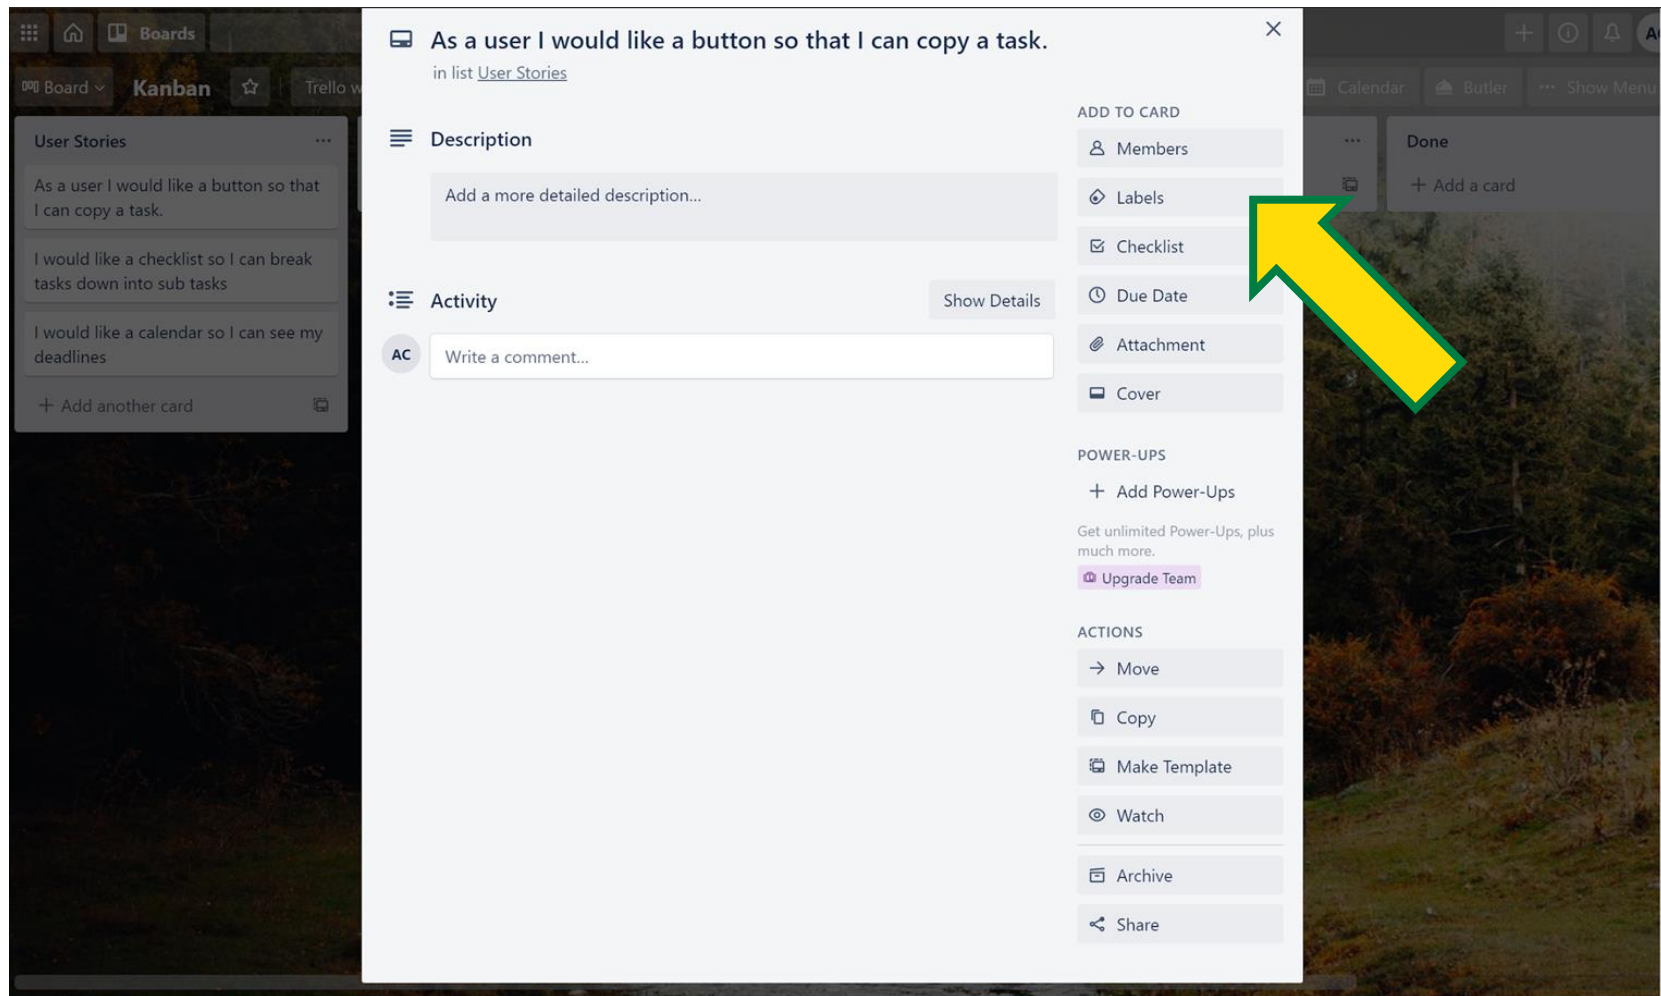 Boards
Board
Kanban
Trello w
Calendar
Butler
Show Menu
User Stories
As a user I would like a button so that
I can copy a task.
I would like a checklist so I can break
tasks down into sub tasks
I would like a calendar so I can see my
deadlines
+ Add another card
As a user I would like a button so that I can copy a task.
in list User Stories
Description
Add a more detailed description...
Activity
Show Details
AC
Write a comment...
ADD TO CARD
Members
Labels
Checklist
Due Date
Attachment
Cover
POWER-UPS
+ Add Power-Ups
Get unlimited Power-Ups, plus
much more.
Upgrade Team
ACTIONS
Move
Copy
Make Template
Watch
Archive
Share
Done
+ Add a card